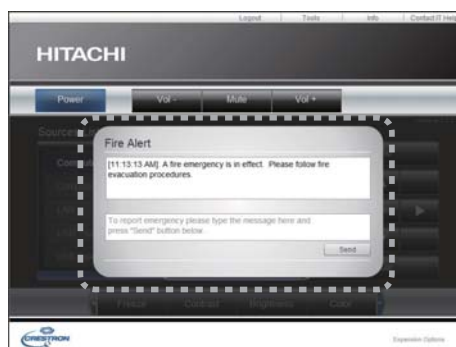 Logout Tools Info Contact IT Help
HITACHI
Power Vol - Mute Vol +
Sources List
Fire Alert
[11:13:13 AM] A fire emergency is in effect. Please follow fire
evacuation procedures.
To report emergency please type the message here and
press "Send" button below.
Send
Freeze Contrast Brightness Color
CRESTRON
Expansion Options